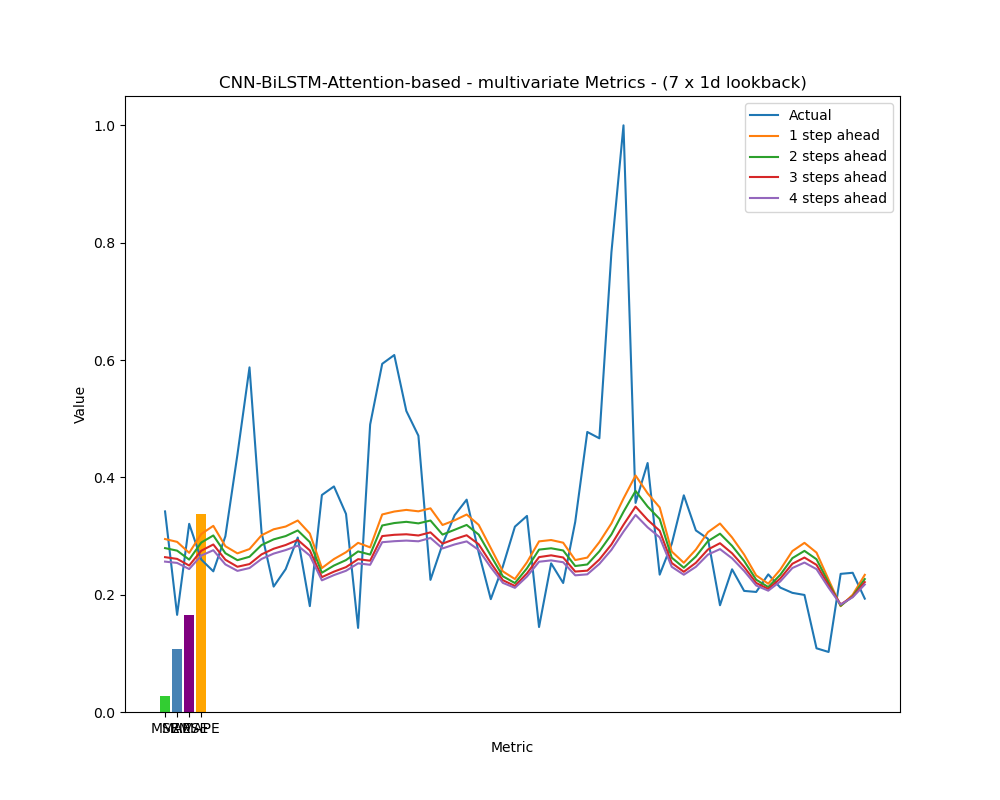 CNN-BiLSTM-Attention-based - multivariate Metrics - (7 x 1d lookback)
Actual
1 step ahead
2 steps ahead
3 steps ahead
4 steps ahead
1.0
0.8
0.6
0.4
0.2
0.0
Value
Metric